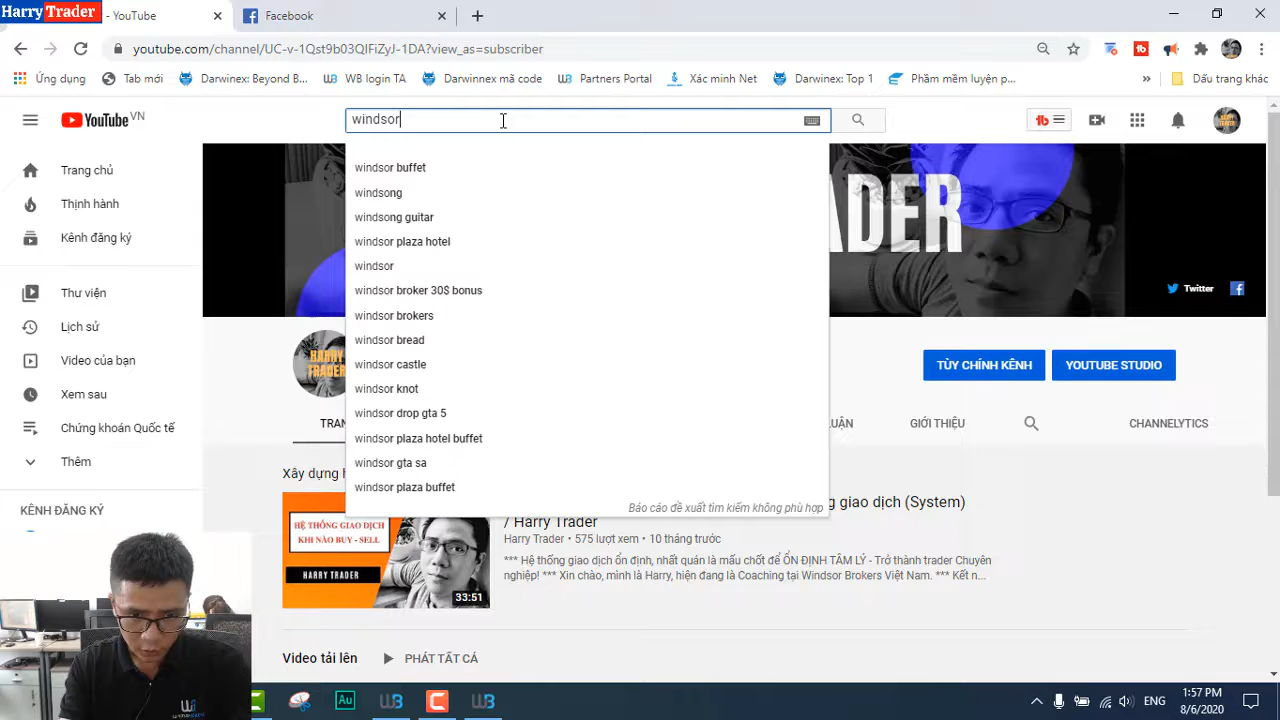 Harry Trader - YouTube
Facebook
youtube.com/channel/UC-v-1Qst9b03QIFiZyJ-1DA?view_as=subscriber
Ứng dụng
Tab mới
Darwinex: Beyond B...
WB login TA
Darwinnex mã code
Partners Portal
Xác minh Net
Darwinex: Top 1
Phầm mềm luyện p...
»
Dấu trang khác
YouTube VN
windsor
tb
Trang chủ
Thịnh hành
Kênh đăng ký
Thư viện
Lịch sử
Video của bạn
Xem sau
Chứng khoán Quốc tế
Thêm
KÊNH ĐĂNG KÝ
windsor buffet
windsong
windsong guitar
windsor plaza hotel
windsor
windsor broker 30$ bonus
windsor brokers
windsor bread
windsor castle
windsor knot
windsor drop gta 5
windsor plaza hotel buffet
windsor gta sa
windsor plaza buffet
Báo cáo đề xuất tìm kiếm không phù hợp
ADER
Twitter
HARRY
TÙY CHỈNH KÊNH
YOUTUBE STUDIO
TRAN
LUẬN
GIỚI THIỆU
CHANNELYTICS
Xây dựng h
g giao dịch (System)
/ Harry Trader
Harry Trader • 575 lượt xem • 10 tháng trước
*** Hệ thống giao dịch ổn định, nhất quán là mấu chốt để ỔN ĐỊNH TÂM LÝ - Trở thành trader Chuyên
nghiệp! *** Xin chào, mình là Harry, hiện đang là Coaching tại Windsor Brokers Việt Nam. *** Kết n...
HỆ THỐNG GIAO DỊCH
KHI NÀO BUY - SELL
HARRY TRADER
33:51
Video tải lên
PHÁT TẤT CẢ
Au
ENG
1:57 PM
8/6/2020